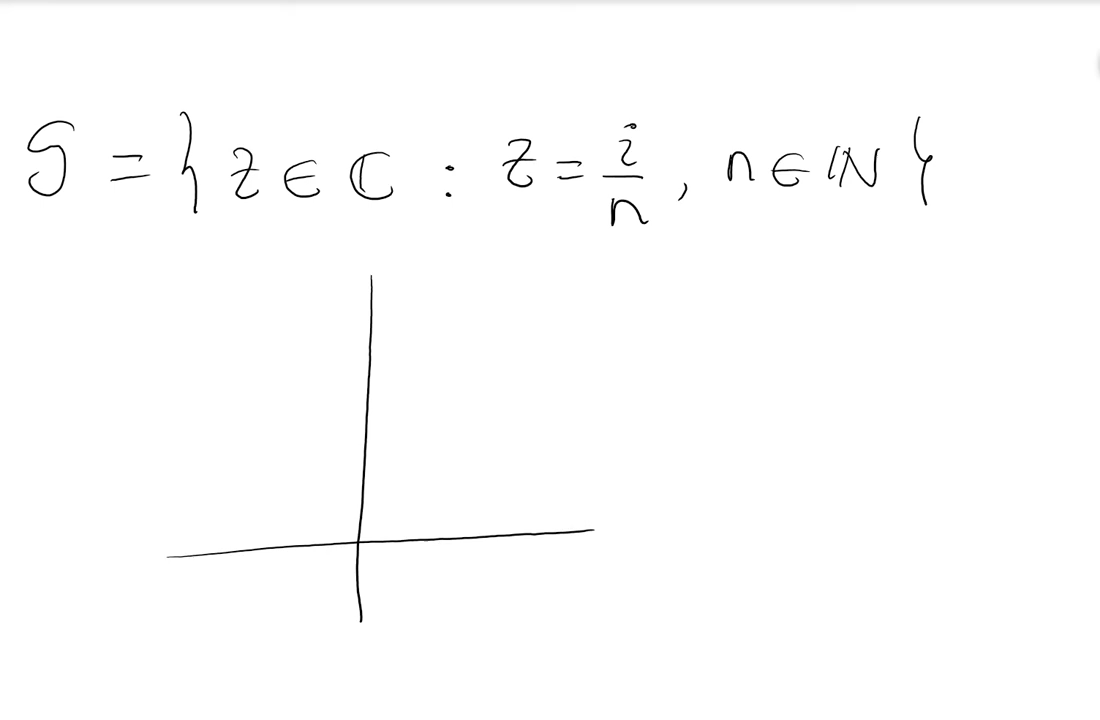 S = { z ∈ ℂ : z = i/n , n ∈ ℕ }